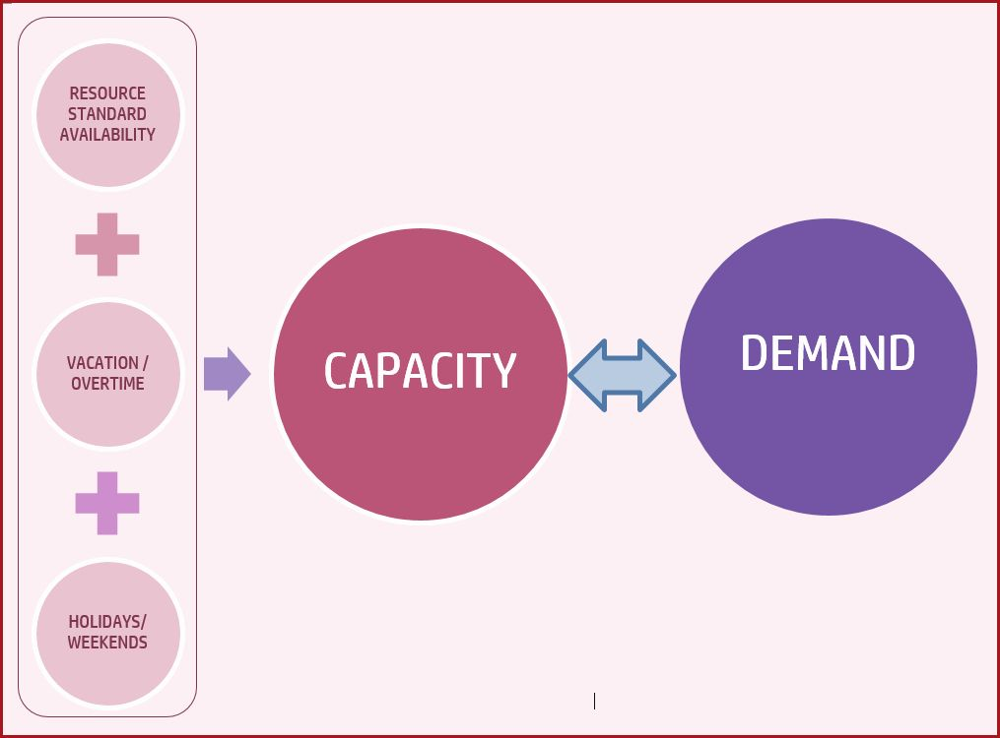 RESOURCE
STANDARD
AVAILABILITY
VACATION /
OVERTIME
HOLIDAYS/
WEEKENDS
CAPACITY
DEMAND